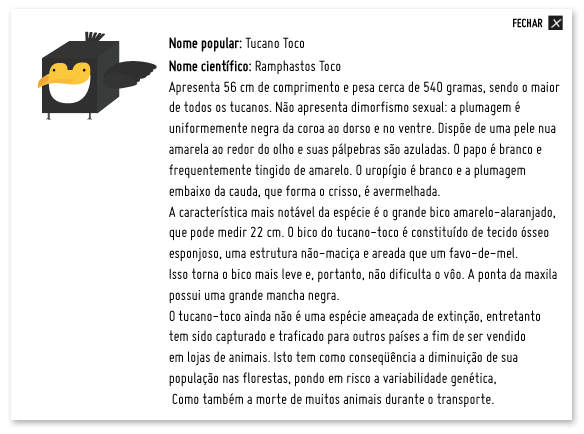 FECHAR X
Nome popular: Tucano Toco
Nome científico: Ramphastos Toco
Apresenta 56 cm de comprimento e pesa cerca de 540 gramas, sendo o maior
de todos os tucanos. Não apresenta dimorfismo sexual: a plumagem é
uniformemente negra da coroa ao dorso e no ventre. Dispõe de uma pele nua
amarela ao redor do olho e suas pálpebras são azuladas. O papo é branco e
frequentemente tingido de amarelo. O uropígio é branco e a plumagem
embaixo da cauda, que forma o crisso, é avermelhada.
A característica mais notável da espécie é o grande bico amarelo-alaranjado,
que pode medir 22 cm. O bico do tucano-toco é constituído de tecido ósseo
esponjoso, uma estrutura não-maciça e areada que um favo-de-mel.
Isso torna o bico mais leve e, portanto, não dificulta o vôo. A ponta da maxila
possui uma grande mancha negra.
O tucano-toco ainda não é uma espécie ameaçada de extinção, entretanto
tem sido capturado e traficado para outros países a fim de ser vendido
em lojas de animais. Isto tem como conseqüência a diminuição de sua
população nas florestas, pondo em risco a variabilidade genética,
Como também a morte de muitos animais durante o transporte.